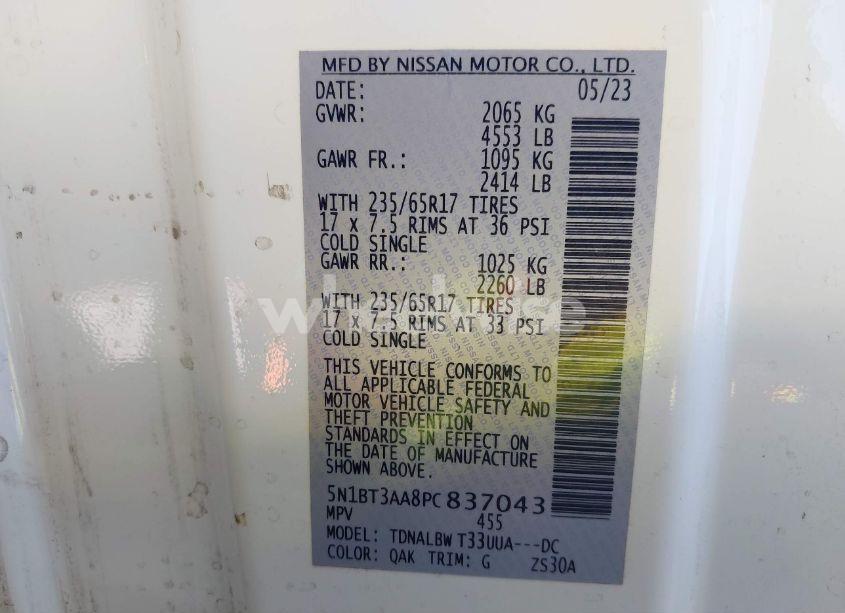 MFD BY NISSAN MOTOR CO., LTD.
DATE: 05/23
GVWR: 2065 KG
4553 LB
GAWR FR.: 1095 KG
2414 LB
WITH 235/65R17 TIRES
17 x 7.5 RIMS AT 36 PSI
COLD SINGLE
GAWR RR.: 1025 KG
2260 LB
WITH 235/65R17 TIRES
17 x 7.5 RIMS AT 33 PSI
COLD SINGLE
THIS VEHICLE CONFORMS TO
ALL APPLICABLE FEDERAL
MOTOR VEHICLE SAFETY AND
THEFT PREVENTION
STANDARDS IN EFFECT ON
THE DATE OF MANUFACTURE
SHOWN ABOVE.
5N1BT3AA8PC837043
MPV 455
MODEL: TDNALBW T33UUA---DC
COLOR: QAK TRIM: G ZS30A